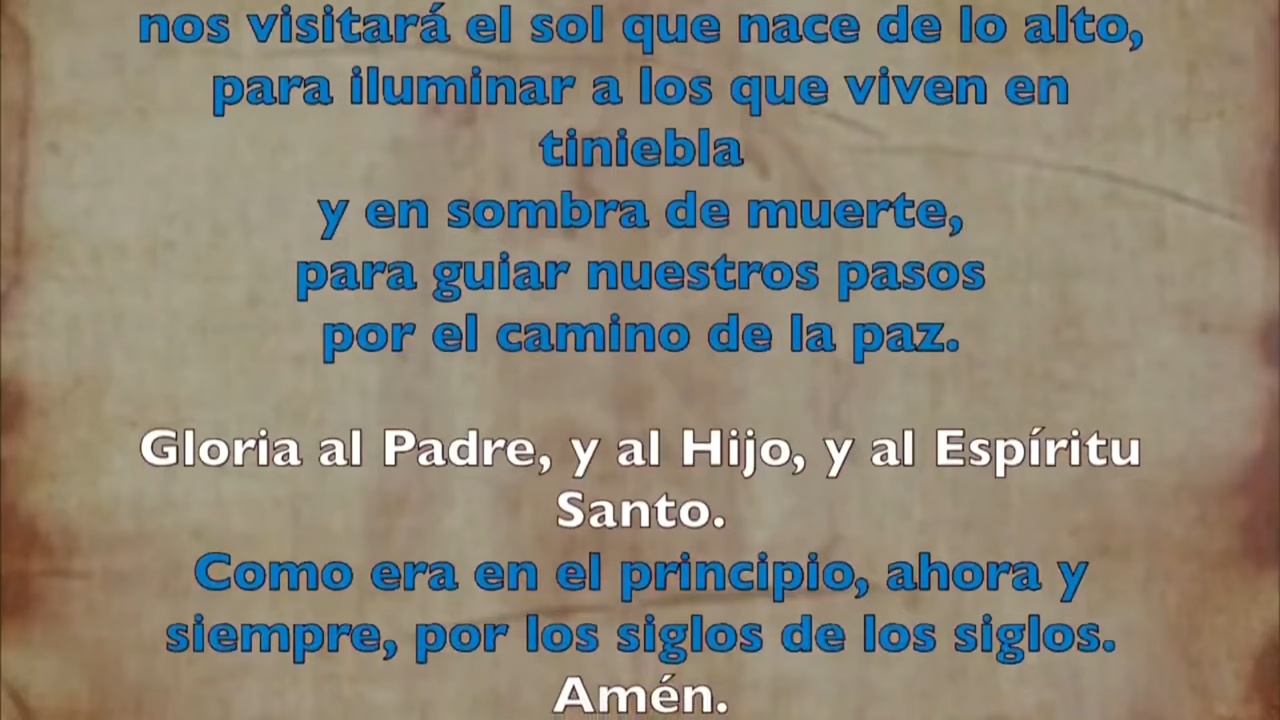 nos visitará el sol que nace de lo alto,
para iluminar a los que viven en
tiniebla
y en sombra de muerte,
para guiar nuestros pasos
por el camino de la paz.
Gloria al Padre, y al Hijo, y al Espíritu
Santo.
Como era en el principio, ahora y
siempre, por los siglos de los siglos.
Amén.